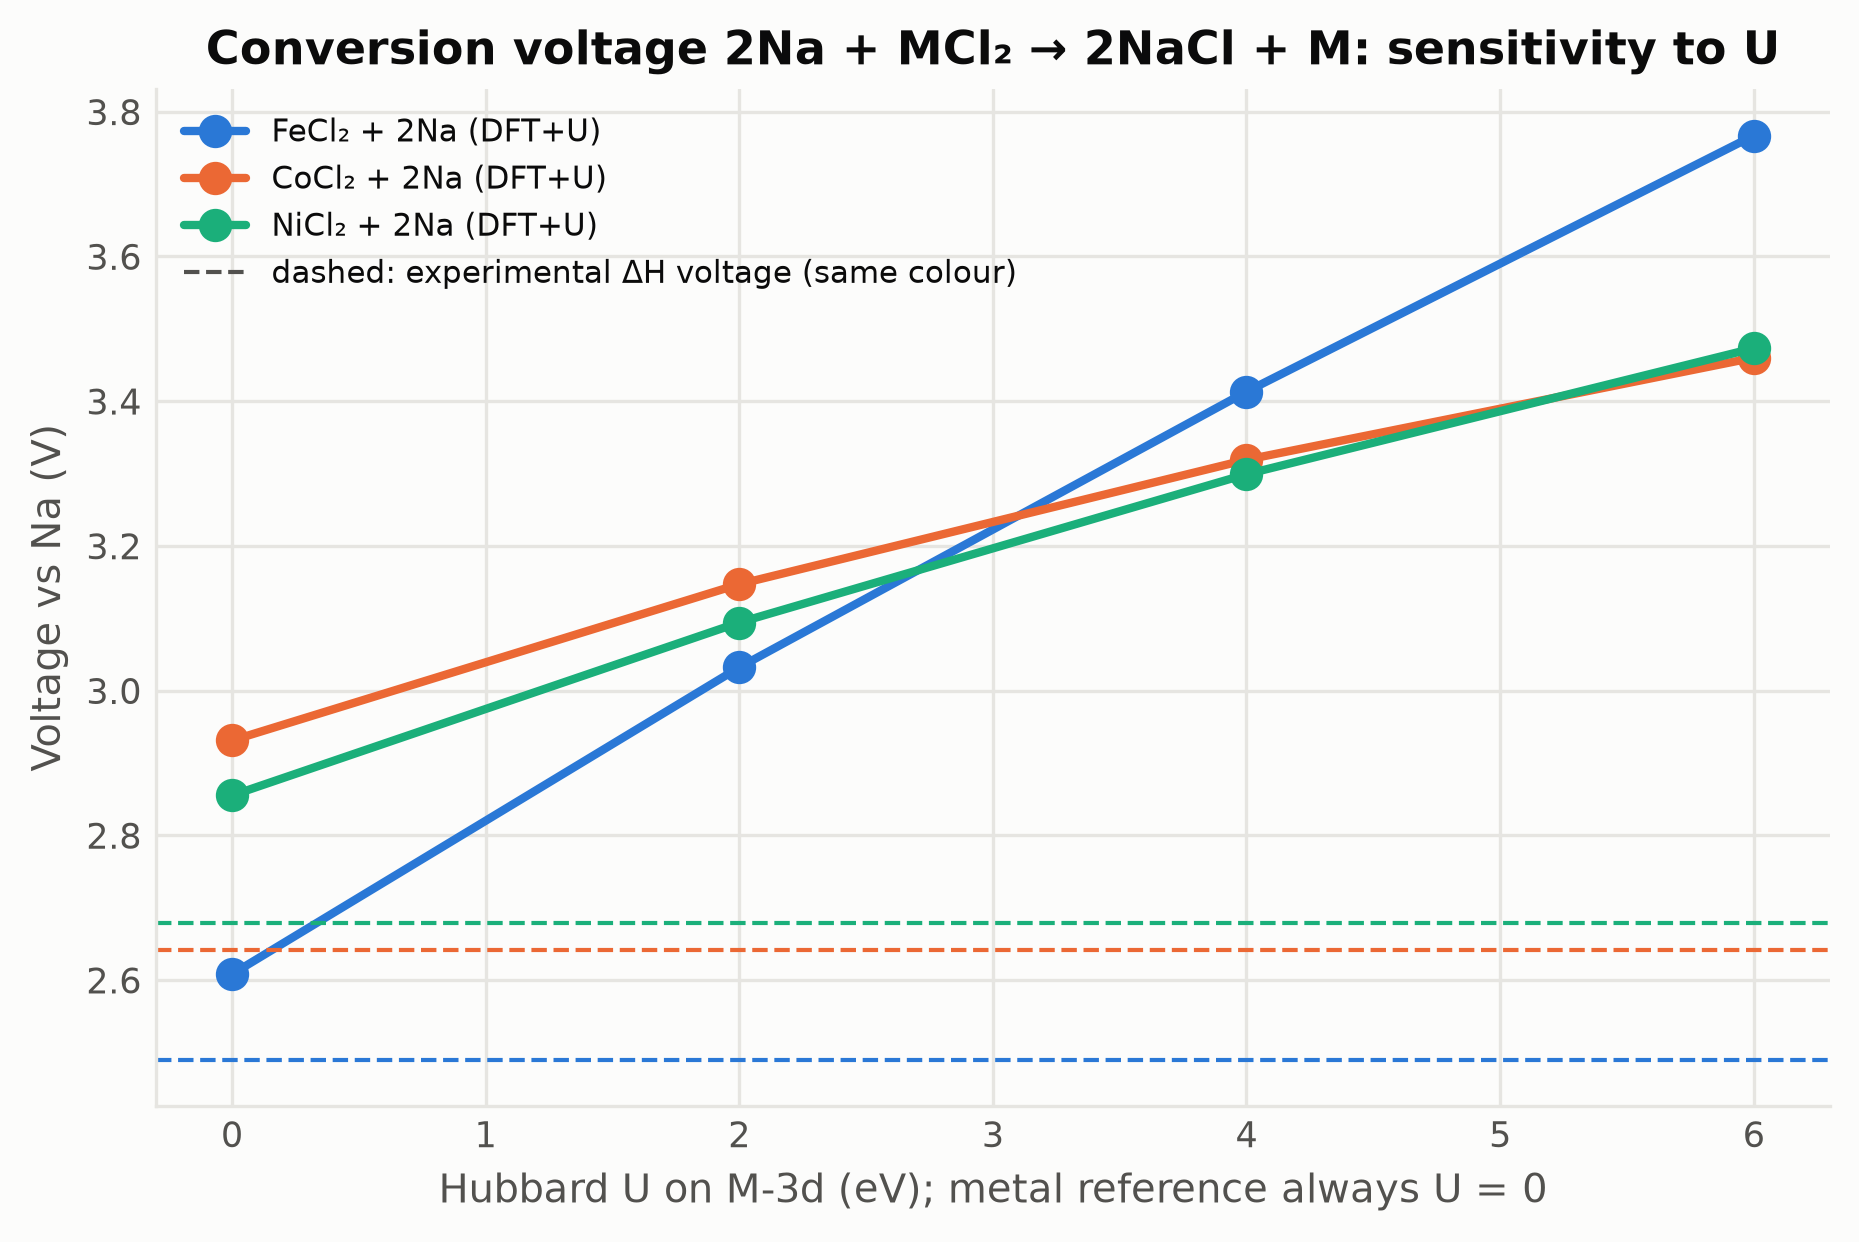 Conversion voltage 2Na + MCl₂ → 2NaCl + M: sensitivity to U
FeCl₂ + 2Na (DFT+U)
CoCl₂ + 2Na (DFT+U)
NiCl₂ + 2Na (DFT+U)
dashed: experimental ΔH voltage (same colour)
Voltage vs Na (V)
3.8
3.6
3.4
3.2
3.0
2.8
2.6
0 1 2 3 4 5 6
Hubbard U on M-3d (eV); metal reference always U = 0